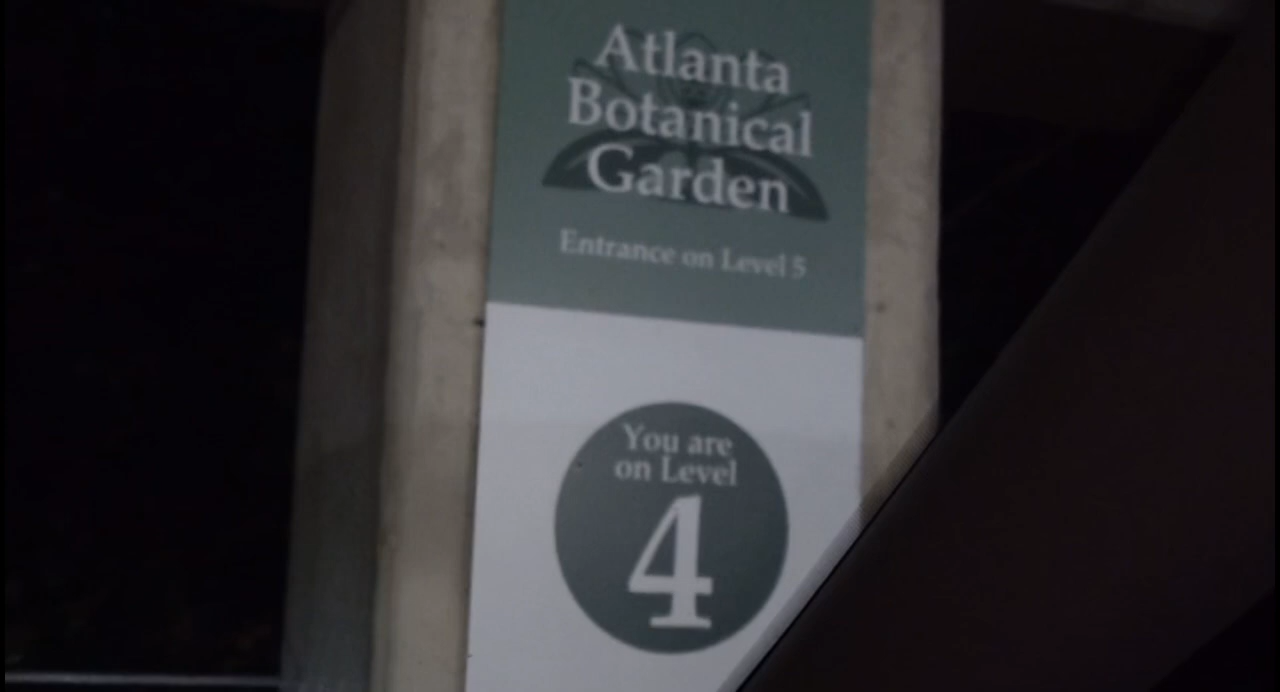 Atlanta
Botanical
Garden
Entrance on Level 5
You are
on Level
4